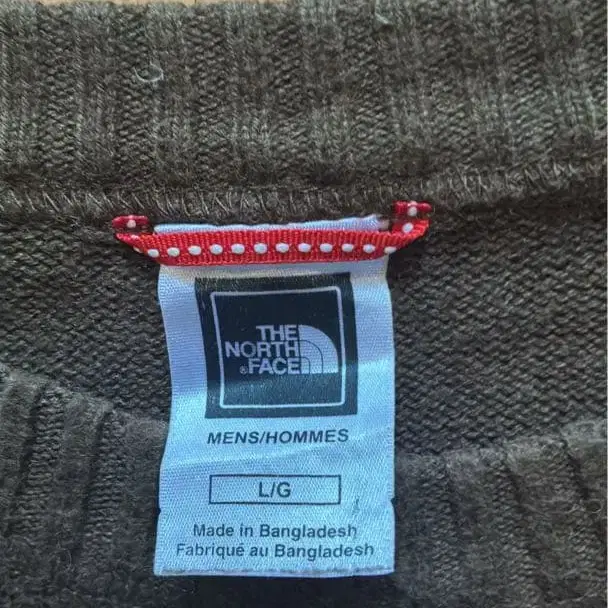 THE
NORTH
®FACE
MENS/HOMMES
L/G
Made in Bangladesh
Fabriqué au Bangladesh